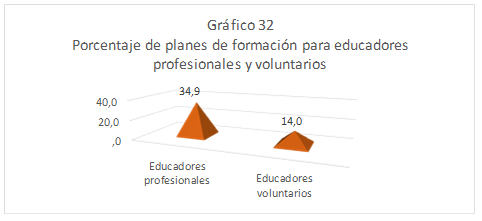 Gráfico 32
Porcentaje de planes de formación para educadores
profesionales y voluntarios
34,9
14,0
40,0
20,0
,0
Educadores
profesionales
Educadores
voluntarios